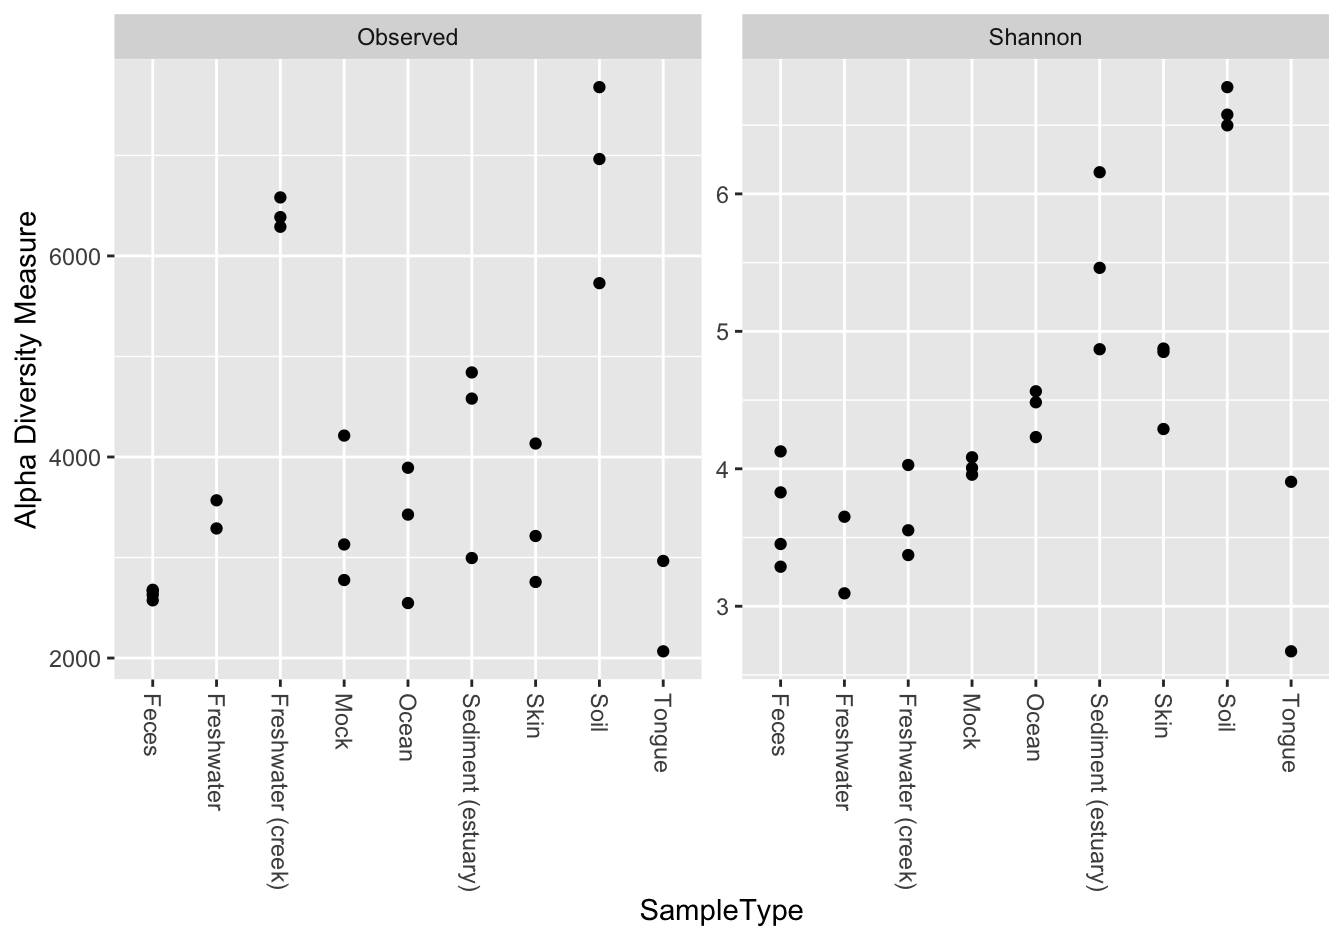 Observed
Shannon
Alpha Diversity Measure
6000
4000
2000
6
5
4
3
Feces
Freshwater
Freshwater (creek)
Mock
Ocean
Sediment (estuary)
Skin
Soil
Tongue
Feces
Freshwater
Freshwater (creek)
Mock
Ocean
Sediment (estuary)
Skin
Soil
Tongue
SampleType